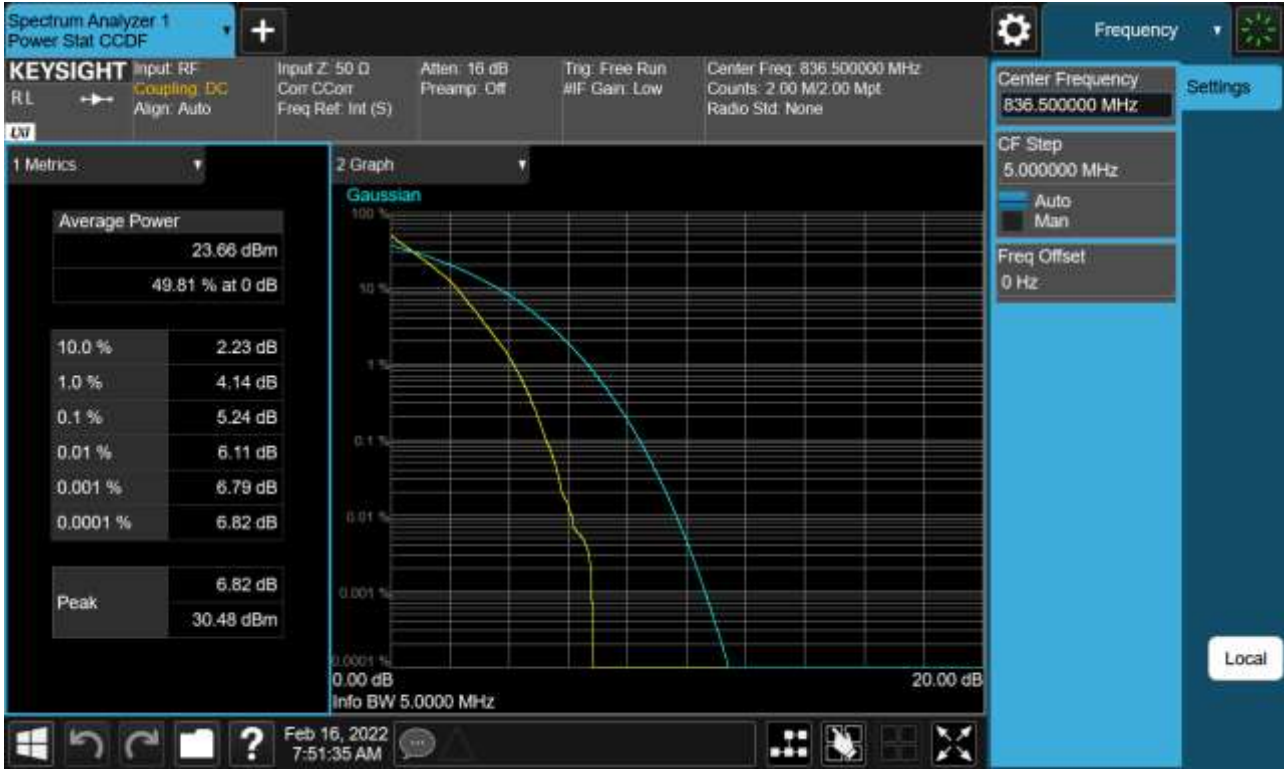 Spectrum Analyzer 1
Power Stat CCDF
Frequency
KEYSIGHT
RL
LXI
Input: RF
Coupling: DC
Align: Auto
Input Z: 50 Ω
Corr CCorr
Freq Ref: Int (S)
Atten: 16 dB
Preamp: Off
Trig: Free Run
#IF Gain: Low
Center Freq: 836.500000 MHz
Counts: 2.00 M/2.00 Mpt
Radio Std: None
Center Frequency
836.500000 MHz
Settings
CF Step
5.000000 MHz
Auto
Man
Freq Offset
0 Hz
Local
1 Metrics
Average Power
23.66 dBm
49.81 % at 0 dB
10.0 % 2.23 dB
1.0 % 4.14 dB
0.1 % 5.24 dB
0.01 % 6.11 dB
0.001 % 6.79 dB
0.0001 % 6.82 dB
Peak
6.82 dB
30.48 dBm
2 Graph
Gaussian
100 %
10 %
1 %
0.1 %
0.01 %
0.001 %
0.0001 %
0.00 dB 20.00 dB
Info BW 5.0000 MHz
?
Feb 16, 2022
7:51:35 AM